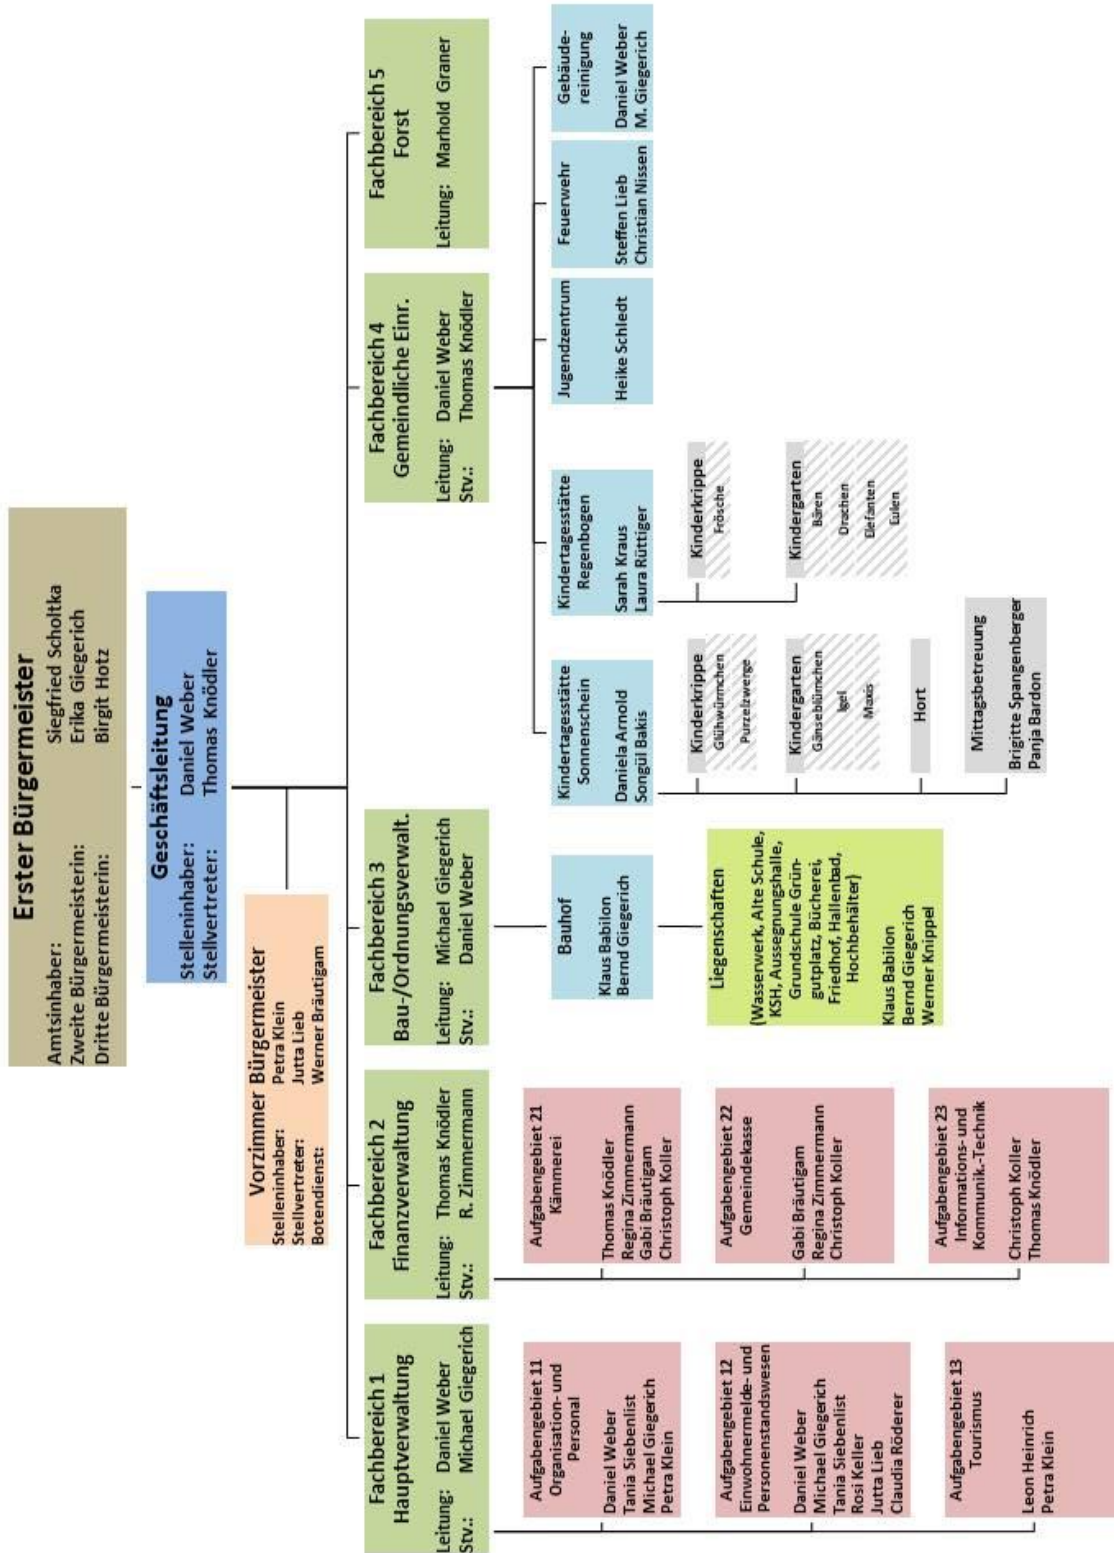 Erster Bürgermeister
Amtsinhaber: Siegfried Scholtka
Zweite Bürgermeisterin: Erika Giegerich
Dritte Bürgermeisterin: Birgit Hotz
Geschäftsleitung
Stelleninhaber: Daniel Weber
Stellvertreter: Thomas Knödler
Vorzimmer Bürgermeister
Stelleninhaber: Petra Klein
Stellvertreter: Jutta Lieb
Botendienst: Werner Bräutigam
Fachbereich 1
Hauptverwaltung
Leitung: Daniel Weber
Stv.: Michael Giegerich
Aufgabengebiet 11
Organisation- und
Personal
Daniel Weber
Tania Siebenlist
Michael Giegerich
Petra Klein
Aufgabengebiet 12
Einwohnermelde- und
Personenstandswesen
Daniel Weber
Michael Giegerich
Tania Siebenlist
Rosi Keller
Jutta Lieb
Claudia Röderer
Aufgabengebiet 13
Tourismus
Leon Heinrich
Petra Klein
Fachbereich 2
Finanzverwaltung
Leitung: Thomas Knödler
Stv.: R. Zimmermann
Aufgabengebiet 21
Kämmerei
Thomas Knödler
Regina Zimmermann
Gabi Bräutigam
Christoph Koller
Aufgabengebiet 22
Gemeindekasse
Gabi Bräutigam
Regina Zimmermann
Christoph Koller
Aufgabengebiet 23
Informations- und
Kommunik.-Technik
Christoph Koller
Thomas Knödler
Fachbereich 3
Bau-/Ordnungsverwalt.
Leitung: Michael Giegerich
Stv.: Daniel Weber
Bauhof
Klaus Babilon
Bernd Giegerich
Liegenschaften
(Wasserwerk, Alte Schule,
KSH, Aussegnungshalle,
Grundschule Grün-
gutplatz, Bücherei,
Friedhof, Hallenbad,
Hochbehälter)
Klaus Babilon
Bernd Giegerich
Werner Knippel
Fachbereich 4
Gemeindliche Einr.
Leitung: Daniel Weber
Stv.: Thomas Knödler
Kindertagesstätte
Sonnenschein
Daniela Arnold
Songül Bakis
Kinderkrippe
Glühwürmchen
Purzelzwerge
Kindergarten
Gänseblümchen
Igel
Maxis
Hort
Mittagsbetreuung
Brigitte Spangenberger
Panja Bardon
Kindertagesstätte
Regenbogen
Sarah Kraus
Laura Rüttiger
Kinderkrippe
Frösche
Kindergarten
Bären
Drachen
Elefanten
Eulen
Jugendzentrum
Heike Schledt
Feuerwehr
Steffen Lieb
Christian Nissen
Gebäude-
reinigung
Daniel Weber
M. Giegerich
Fachbereich 5
Forst
Leitung: Marhold Graner